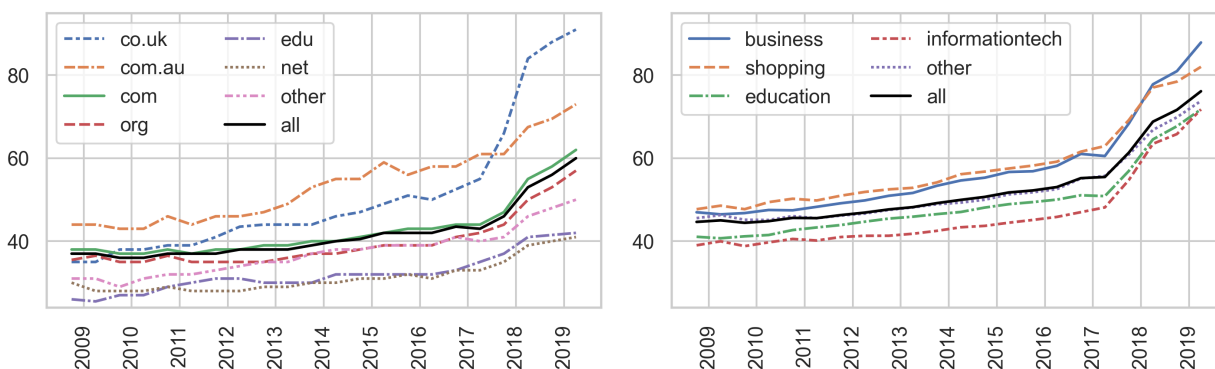 co.uk
com.au
com
org
edu
net
other
all
80
60
40
2009
2010
2011
2012
2013
2014
2015
2016
2017
2018
2019
business
shopping
education
informationtech
other
all
80
60
40
2009
2010
2011
2012
2013
2014
2015
2016
2017
2018
2019